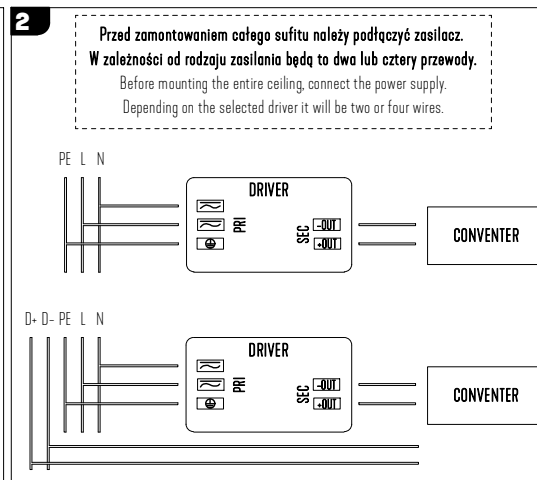 2
Przed zamontowaniem całego sufitu należy podłączyć zasilacz.
W zależności od rodzaju zasilania będą to dwa lub cztery przewody.
Before mounting the entire ceiling, connect the power supply.
Depending on the selected driver it will be two or four wires.
PE L N
DRIVER
PRI
SEC
-OUT
+OUT
CONVENTER
D+ D- PE L N
DRIVER
PRI
SEC
-OUT
+OUT
CONVENTER